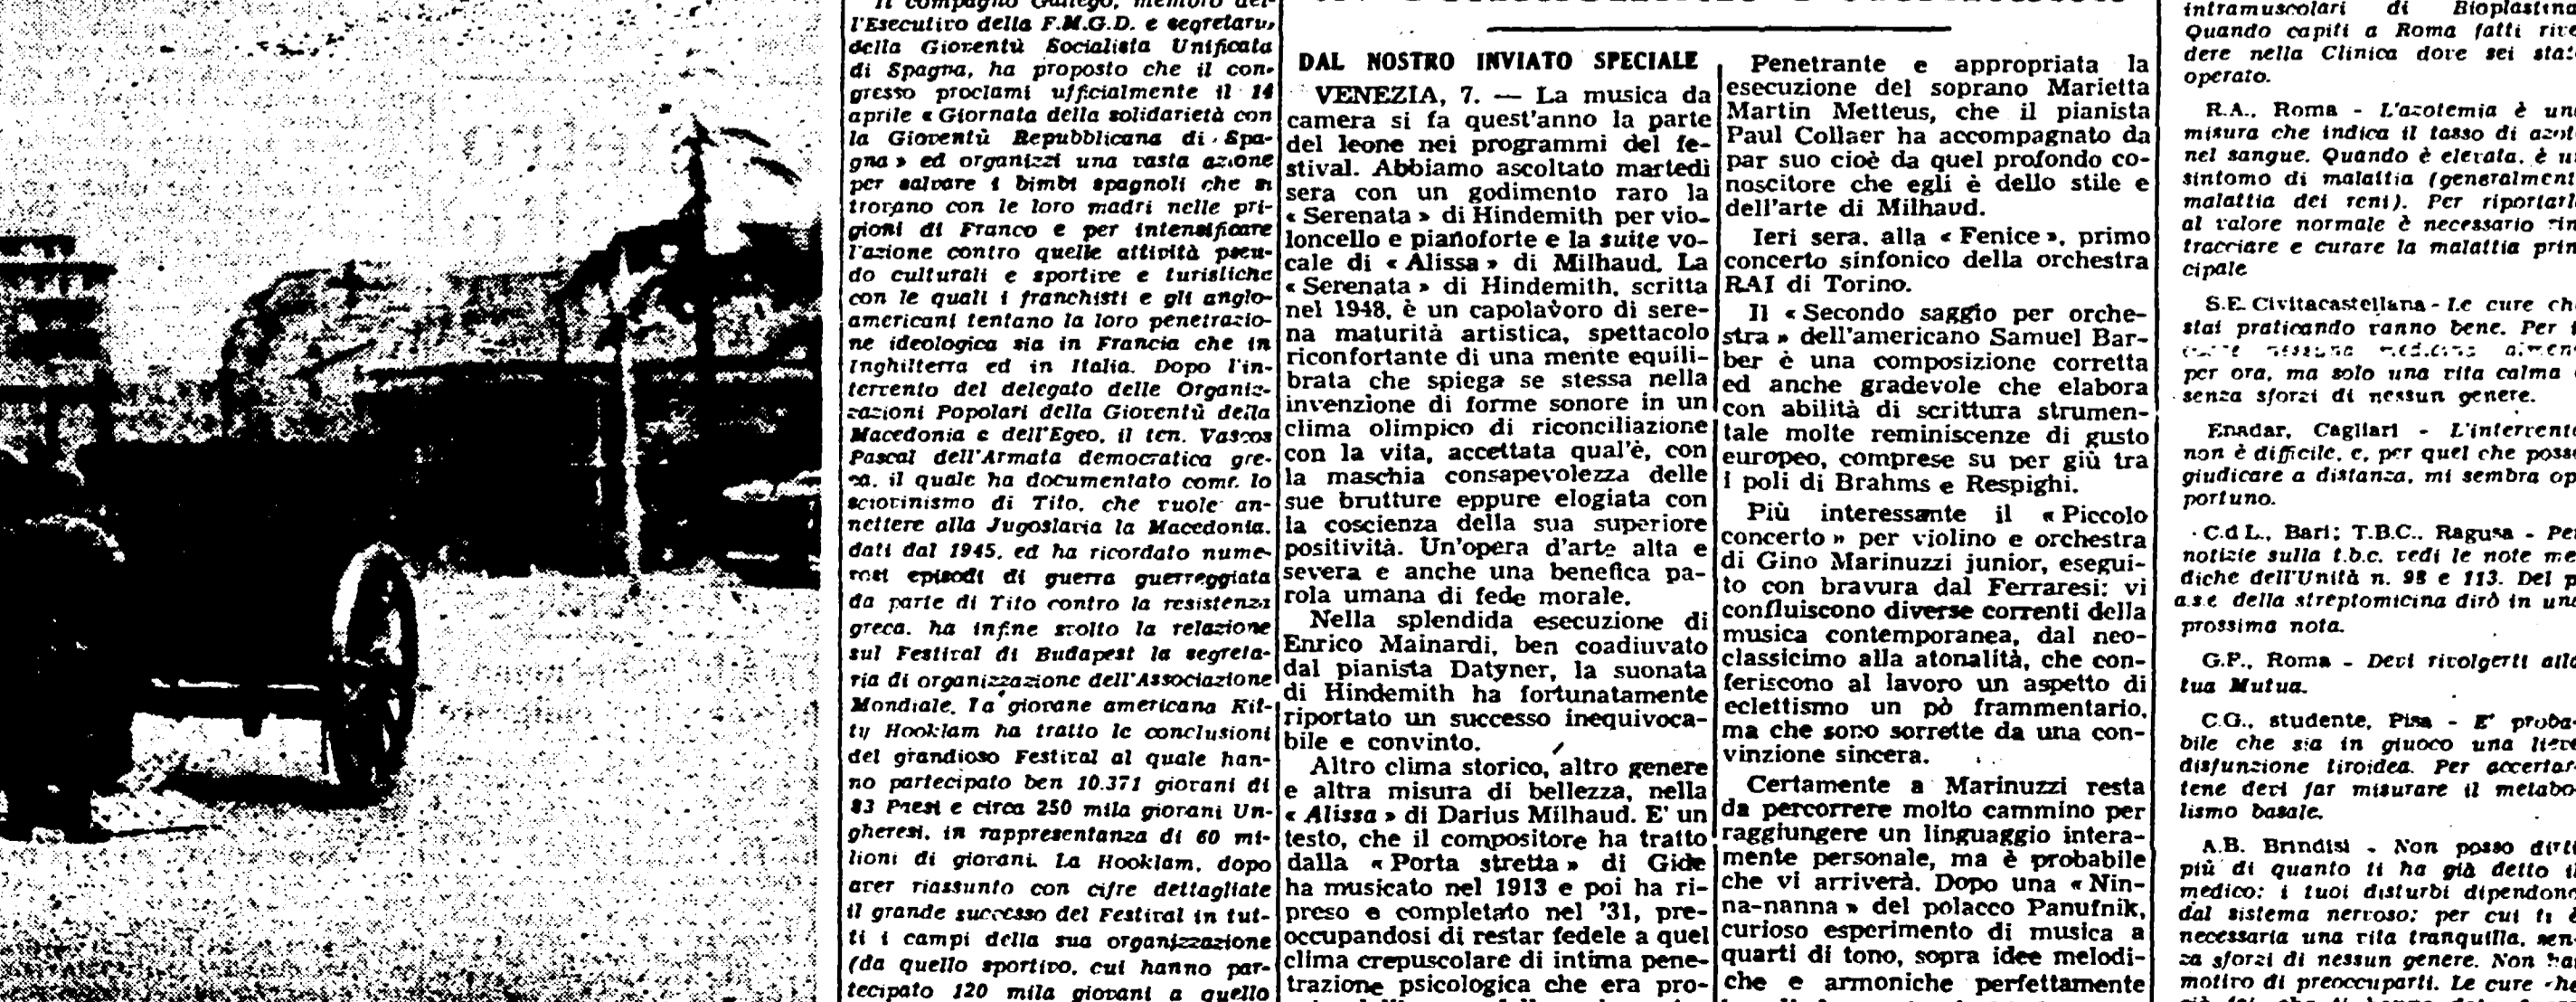 l'Esecutivo della F.M.G.D. e segretario
della Gioventù Socialista Unificata
di Spagna, ha proposto che il con-
gresso proclami ufficialmente il 14
aprile « Giornata della solidarietà con
la Gioventù Repubblicana di Spa-
gna » ed organizzi una vasta azione
per salvare i bimbi spagnoli che si
trovano con le loro madri nelle pri-
gioni di Franco e per intensificare
l'azione contro quelle attività pseu-
do culturali e sportive e turistiche
con le quali i franchisti e gli anglo-
americani tentano la loro penetrazio-
ne ideologica sia in Francia che in
Inghilterra ed in Italia. Dopo l'in-
tervento del delegato delle Organiz-
zazioni Popolari della Gioventù della
Macedonia e dell'Egeo, il ten. Vascos
Pascal dell'Armata democratica gre-
ca, il quale ha documentato come lo
sciovinismo di Tito, che vuole an-
nettere alla Jugoslavia la Macedonia,
dati dal 1945, ed ha ricordato nume-
rosi episodi di guerra guerreggiata
da parte di Tito contro la resistenza
greca, ha infine svolto la relazione
sul Festival di Budapest la segreta-
ria di organizzazione dell'Associazione
Mondiale. La giovane americana Kit-
ty Hooklam ha tratto le conclusioni
del grandioso Festival al quale han-
no partecipato ben 10.371 giovani di
83 Paesi e circa 250 mila giovani Un-
gheresi, in rappresentanza di 60 mi-
lioni di giovani. La Hooklam, dopo
aver riassunto con cifre dettagliate
il grande successo del Festival in tut-
ti i campi della sua organizzazione
(da quello sportivo, cui hanno par-
tecipato 120 mila giovani a quello
DAL NOSTRO INVIATO SPECIALE
VENEZIA, 7. — La musica da
camera si fa quest'anno la parte
del leone nei programmi del fe-
stival. Abbiamo ascoltato martedì
sera con un godimento raro la
« Serenata » di Hindemith per vio-
loncello e pianoforte e la suite vo-
cale di « Alissa » di Milhaud. La
« Serenata » di Hindemith, scritta
nel 1948, è un capolavoro di sere-
na maturità artistica, spettacolo
riconfortante di una mente equili-
brata che spiega se stessa nella
invenzione di forme sonore in un
clima olimpico di riconciliazione
con la vita, accettata qual'è, con
la maschia consapevolezza delle
sue brutture eppure elogiata con
la coscienza della sua superiore
positività. Un'opera d'arte alta e
severa e anche una benefica pa-
rola umana di fede morale.
Nella splendida esecuzione di
Enrico Mainardi, ben coadiuvato
dal pianista Datyner, la suonata
di Hindemith ha fortunatamente
riportato un successo inequivoca-
bile e convinto.
Altro clima storico, altro genere
e altra misura di bellezza, nella
« Alissa » di Darius Milhaud. E' un
testo, che il compositore ha tratto
dalla « Porta stretta » di Gide
ha musicato nel 1913 e poi ha ri-
preso e completato nel '31, pre-
occupandosi di restar fedele a quel
clima crepuscolare di intima pene-
trazione psicologica che era pro-
Penetrante e appropriata la
esecuzione del soprano Marietta
Martin Metteus, che il pianista
Paul Collaer ha accompagnato da
par suo cioè da quel profondo co-
noscitore che egli è dello stile e
dell'arte di Milhaud.
Ieri sera, alla « Fenice », primo
concerto sinfonico della orchestra
RAI di Torino.
Il « Secondo saggio per orche-
stra » dell'americano Samuel Bar-
ber è una composizione corretta
ed anche gradevole che elabora
con abilità di scrittura strumen-
tale molte reminiscenze di gusto
europeo, comprese su per giù tra
i poli di Brahms e Respighi.
Più interessante il « Piccolo
concerto » per violino e orchestra
di Gino Marinuzzi junior, esegui-
to con bravura dal Ferraresi: vi
confluiscono diverse correnti della
musica contemporanea, dal neo-
classicimo alla atonalità, che con-
feriscono al lavoro un aspetto di
eclettismo un pò frammentario,
ma che sono sorrette da una con-
vinzione sincera.
Certamente a Marinuzzi resta
da percorrere molto cammino per
raggiungere un linguaggio intera-
mente personale, ma è probabile
che vi arriverà. Dopo una « Nin-
na-nanna » del polacco Panufnik,
curioso esperimento di musica a
quarti di tono, sopra idee melodi-
che e armoniche perfettamente
intramuscolari di Bioplastina
Quando capiti a Roma fatti rive
dere nella Clinica dove sei stat
operato.
R.A., Roma - L'azotemia è un
misura che indica il tasso di azot
nel sangue. Quando è elevata, è u
sintomo di malattia (generalment
malattia dei reni). Per riportarl
al valore normale è necessario rin
tracciare e curare la malattia prin
cipale
S.E. Civitacastellana - Le cure ch
stai praticando vanno bene. Per
per ora, ma solo una vita calma
senza sforzi di nessun genere.
Enadar, Cagliari - L'intervento
non è difficile, e, per quel che poss
giudicare a distanza, mi sembra op
portuno.
C.d L., Bari; T.B.C., Ragusa - Per
notizie sulla t.b.c. vedi le note me
diche dell'Unità n. 98 e 113. Del p
a.s.e della streptomicina dirò in una
prossima nota.
G.P., Roma - Devi rivolgerti alla
tua Mutua.
C.G., studente, Pisa - E' proba-
bile che sia in giuoco una lieve
disfunzione tiroidea. Per accertar-
tene devi far misurare il metabo-
lismo basale.
A.B. Brindisi - Non posso dirti
più di quanto ti ha già detto il
medico: i tuoi disturbi dipendono
dal sistema nervoso; per cui ti è
necessaria una vita tranquilla, sen-
za sforzi di nessun genere. Non hai
motivo di preoccuparti. Le cure